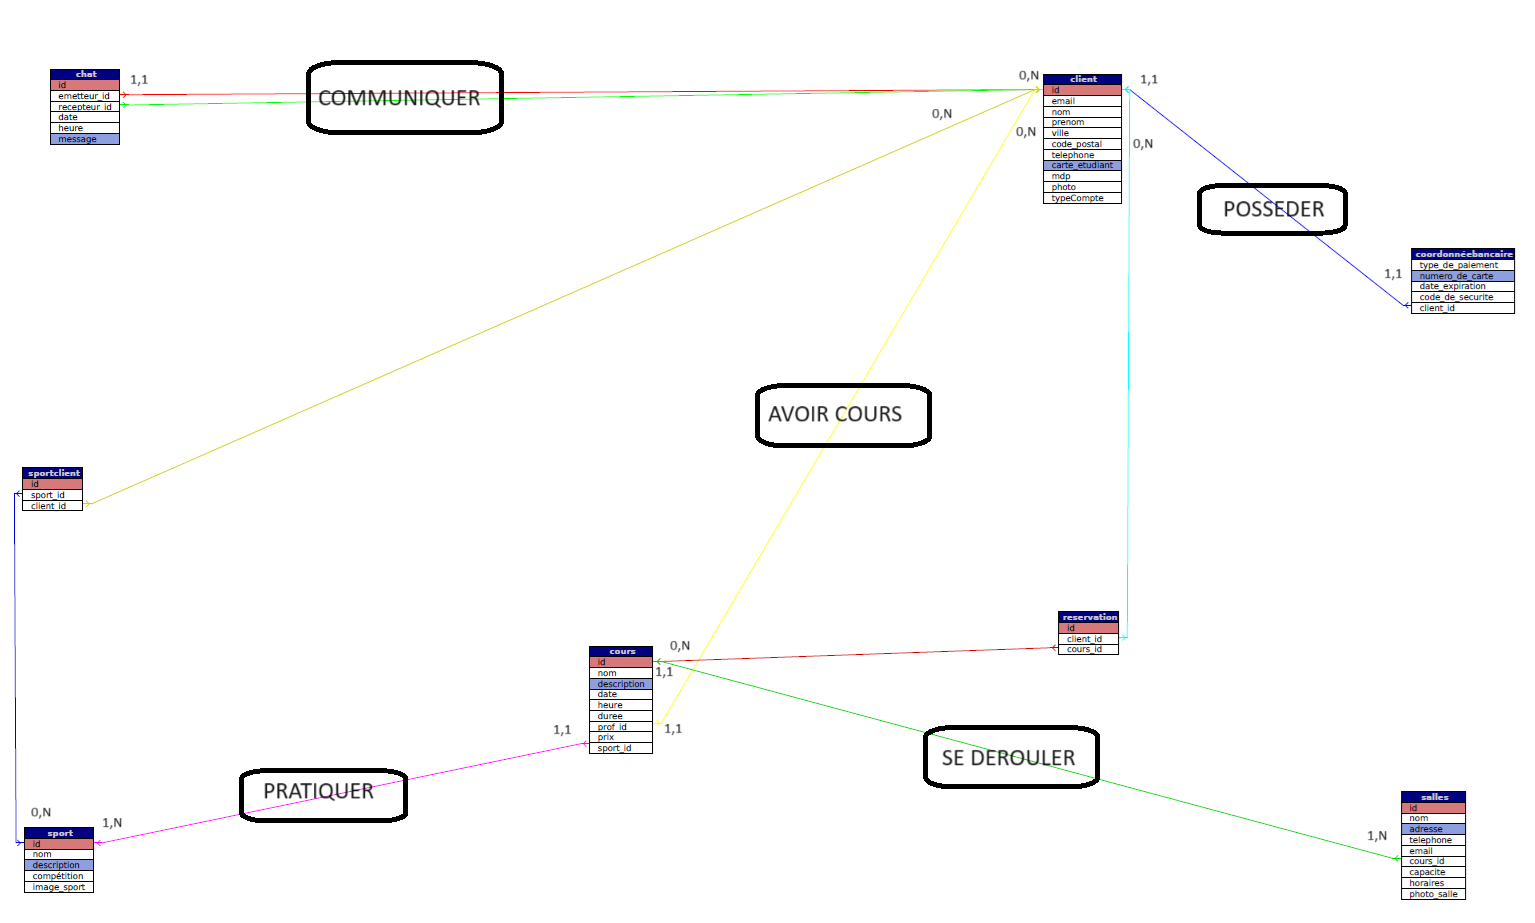 chat
id
emetteur_id
recepteur_id
date
heure
message
1,1
COMMUNIQUER
0,N
0,N
0,N
client
id
email
nom
prenom
ville
code_postal
telephone
carte_etudiant
mdp
photo
typeCompte
1,1
0,N
POSSEDER
1,1
coordonnéebancaire
type_de_paiement
numero_de_carte
date_expiration
code_de_securite
client_id
AVOIR COURS
sportclient
id
sport_id
client_id
reservation
id
client_id
cours_id
0,N
cours
id
nom
description
date
heure
duree
prof_id
prix
sport_id
1,1
1,1
1,1
SE DEROULER
PRATIQUER
0,N
1,N
sport
id
nom
description
compétition
image_sport
1,N
salles
id
nom
adresse
telephone
email
cours_id
capacite
horaires
photo_salle